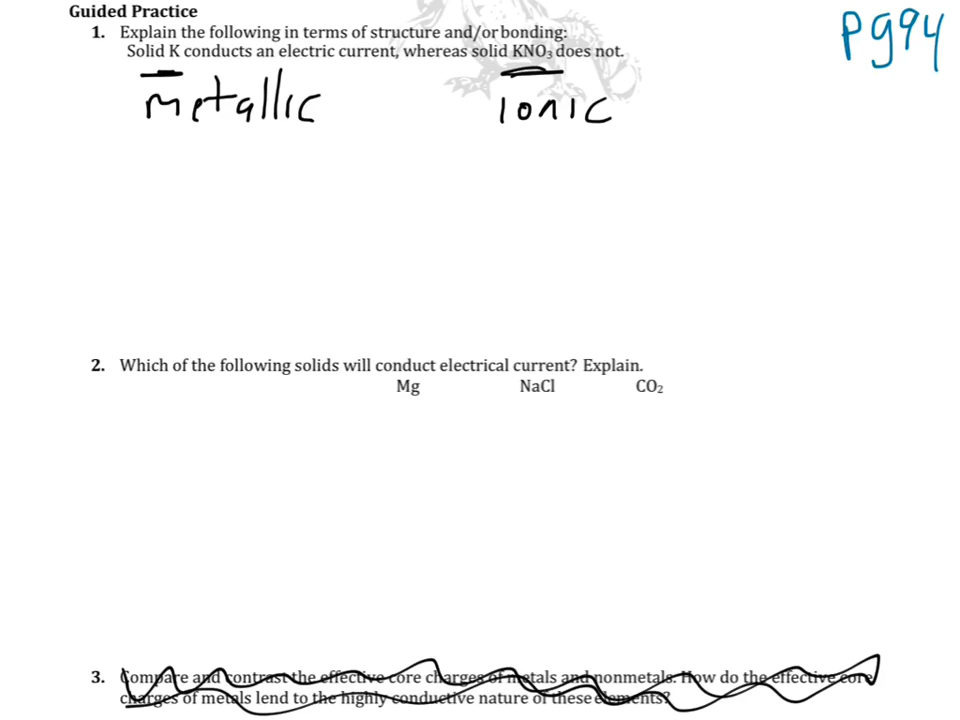 Guided Practice
1. Explain the following in terms of structure and/or bonding:
Solid K conducts an electric current, whereas solid KNO₃ does not.
pg94
metallic ionic
2. Which of the following solids will conduct electrical current? Explain.
Mg NaCl CO₂
3. Compare and contrast the effective core charges of metals and nonmetals. How do the effective core
charges of metals lend to the highly conductive nature of these elements?